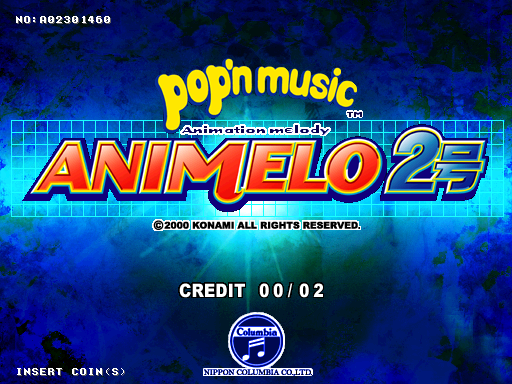 NO:A02301460
pop'n music
TM
Animation melody
ANIMELO 2号
©2000 KONAMI ALL RIGHTS RESERVED.
CREDIT 00/02
Columbia
NIPPON COLUMBIA CO.,LTD.
INSERT COIN(S)